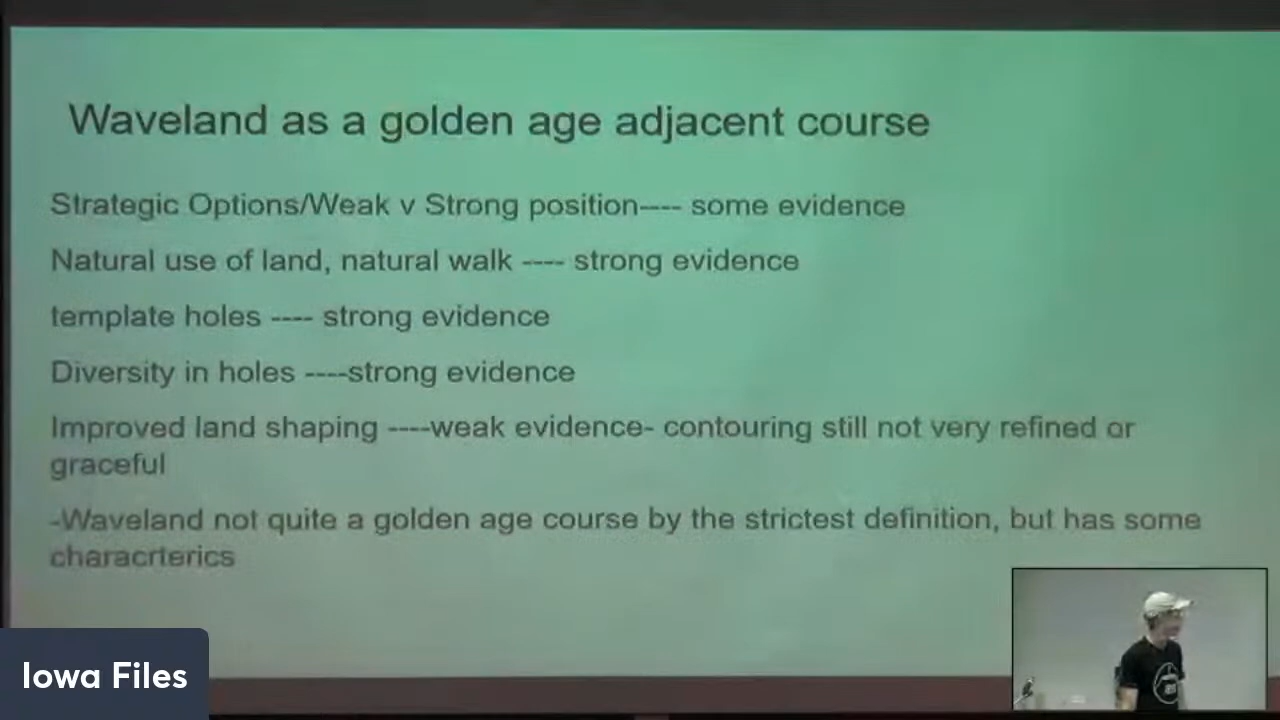 Waveland as a golden age adjacent course
Strategic Options/Weak v Strong position---- some evidence
Natural use of land, natural walk ---- strong evidence
template holes ---- strong evidence
Diversity in holes ----strong evidence
Improved land shaping ----weak evidence- contouring still not very refined or
graceful
-Waveland not quite a golden age course by the strictest definition, but has some
characrterics
Iowa Files